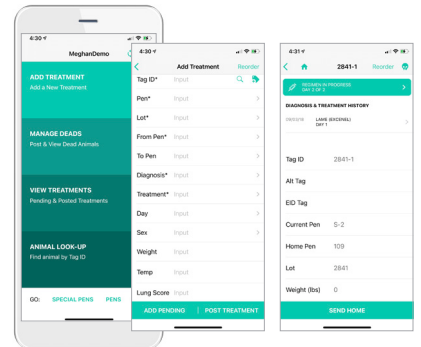 4:30
MeghanDemo
ADD TREATMENT
Add a New Treatment
MANAGE DEADS
Post & View Dead Animals
VIEW TREATMENTS
Pending & Posted Treatments
ANIMAL LOOK-UP
Find animal by Tag ID
GO: SPECIAL PENS PENS
4:30
Add Treatment Reorder
Tag ID* Input
Pen* Input
Lot* Input
From Pen* Input
To Pen Input
Diagnosis* Input
Treatment* Input
Day Input
Sex Input
Weight Input
Temp Input
Lung Score Input
ADD PENDING | POST TREATMENT
4:31
2841-1 Reorder
REGIMEN IN PROGRESS
DAY 2 OF 2
DIAGNOSIS & TREATMENT HISTORY
LAME (EXCENEL)
DAY 1
Tag ID 2841-1
Alt Tag
EID Tag
Current Pen S-2
Home Pen 109
Lot 2841
Weight (lbs) 0
SEND HOME